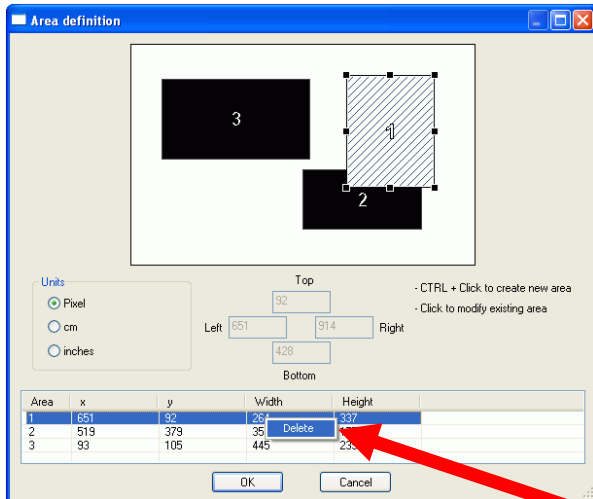 Area definition
3
1
2
Units
Pixel
cm
inches
Top
92
Left 651 914 Right
428
Bottom
- CTRL + Click to create new area
- Click to modify existing area
Area x y Width Height
1 651 92 264 337
2 519 379 35
Delete
3 93 105 445
OK Cancel